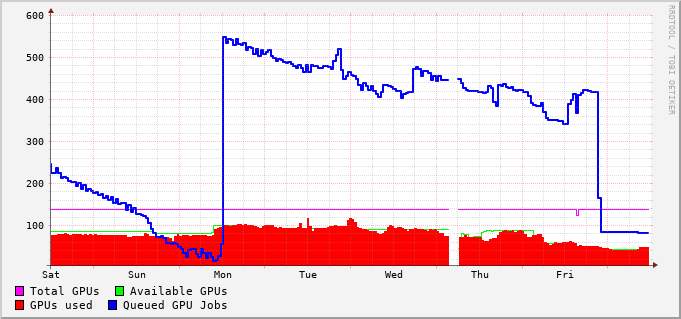 600
500
400
300
200
100
Sat Sun Mon Tue Wed Thu Fri
Total GPUs Available GPUs
GPUs used Queued GPU Jobs
RRDTOOL / TOBI OETIKER